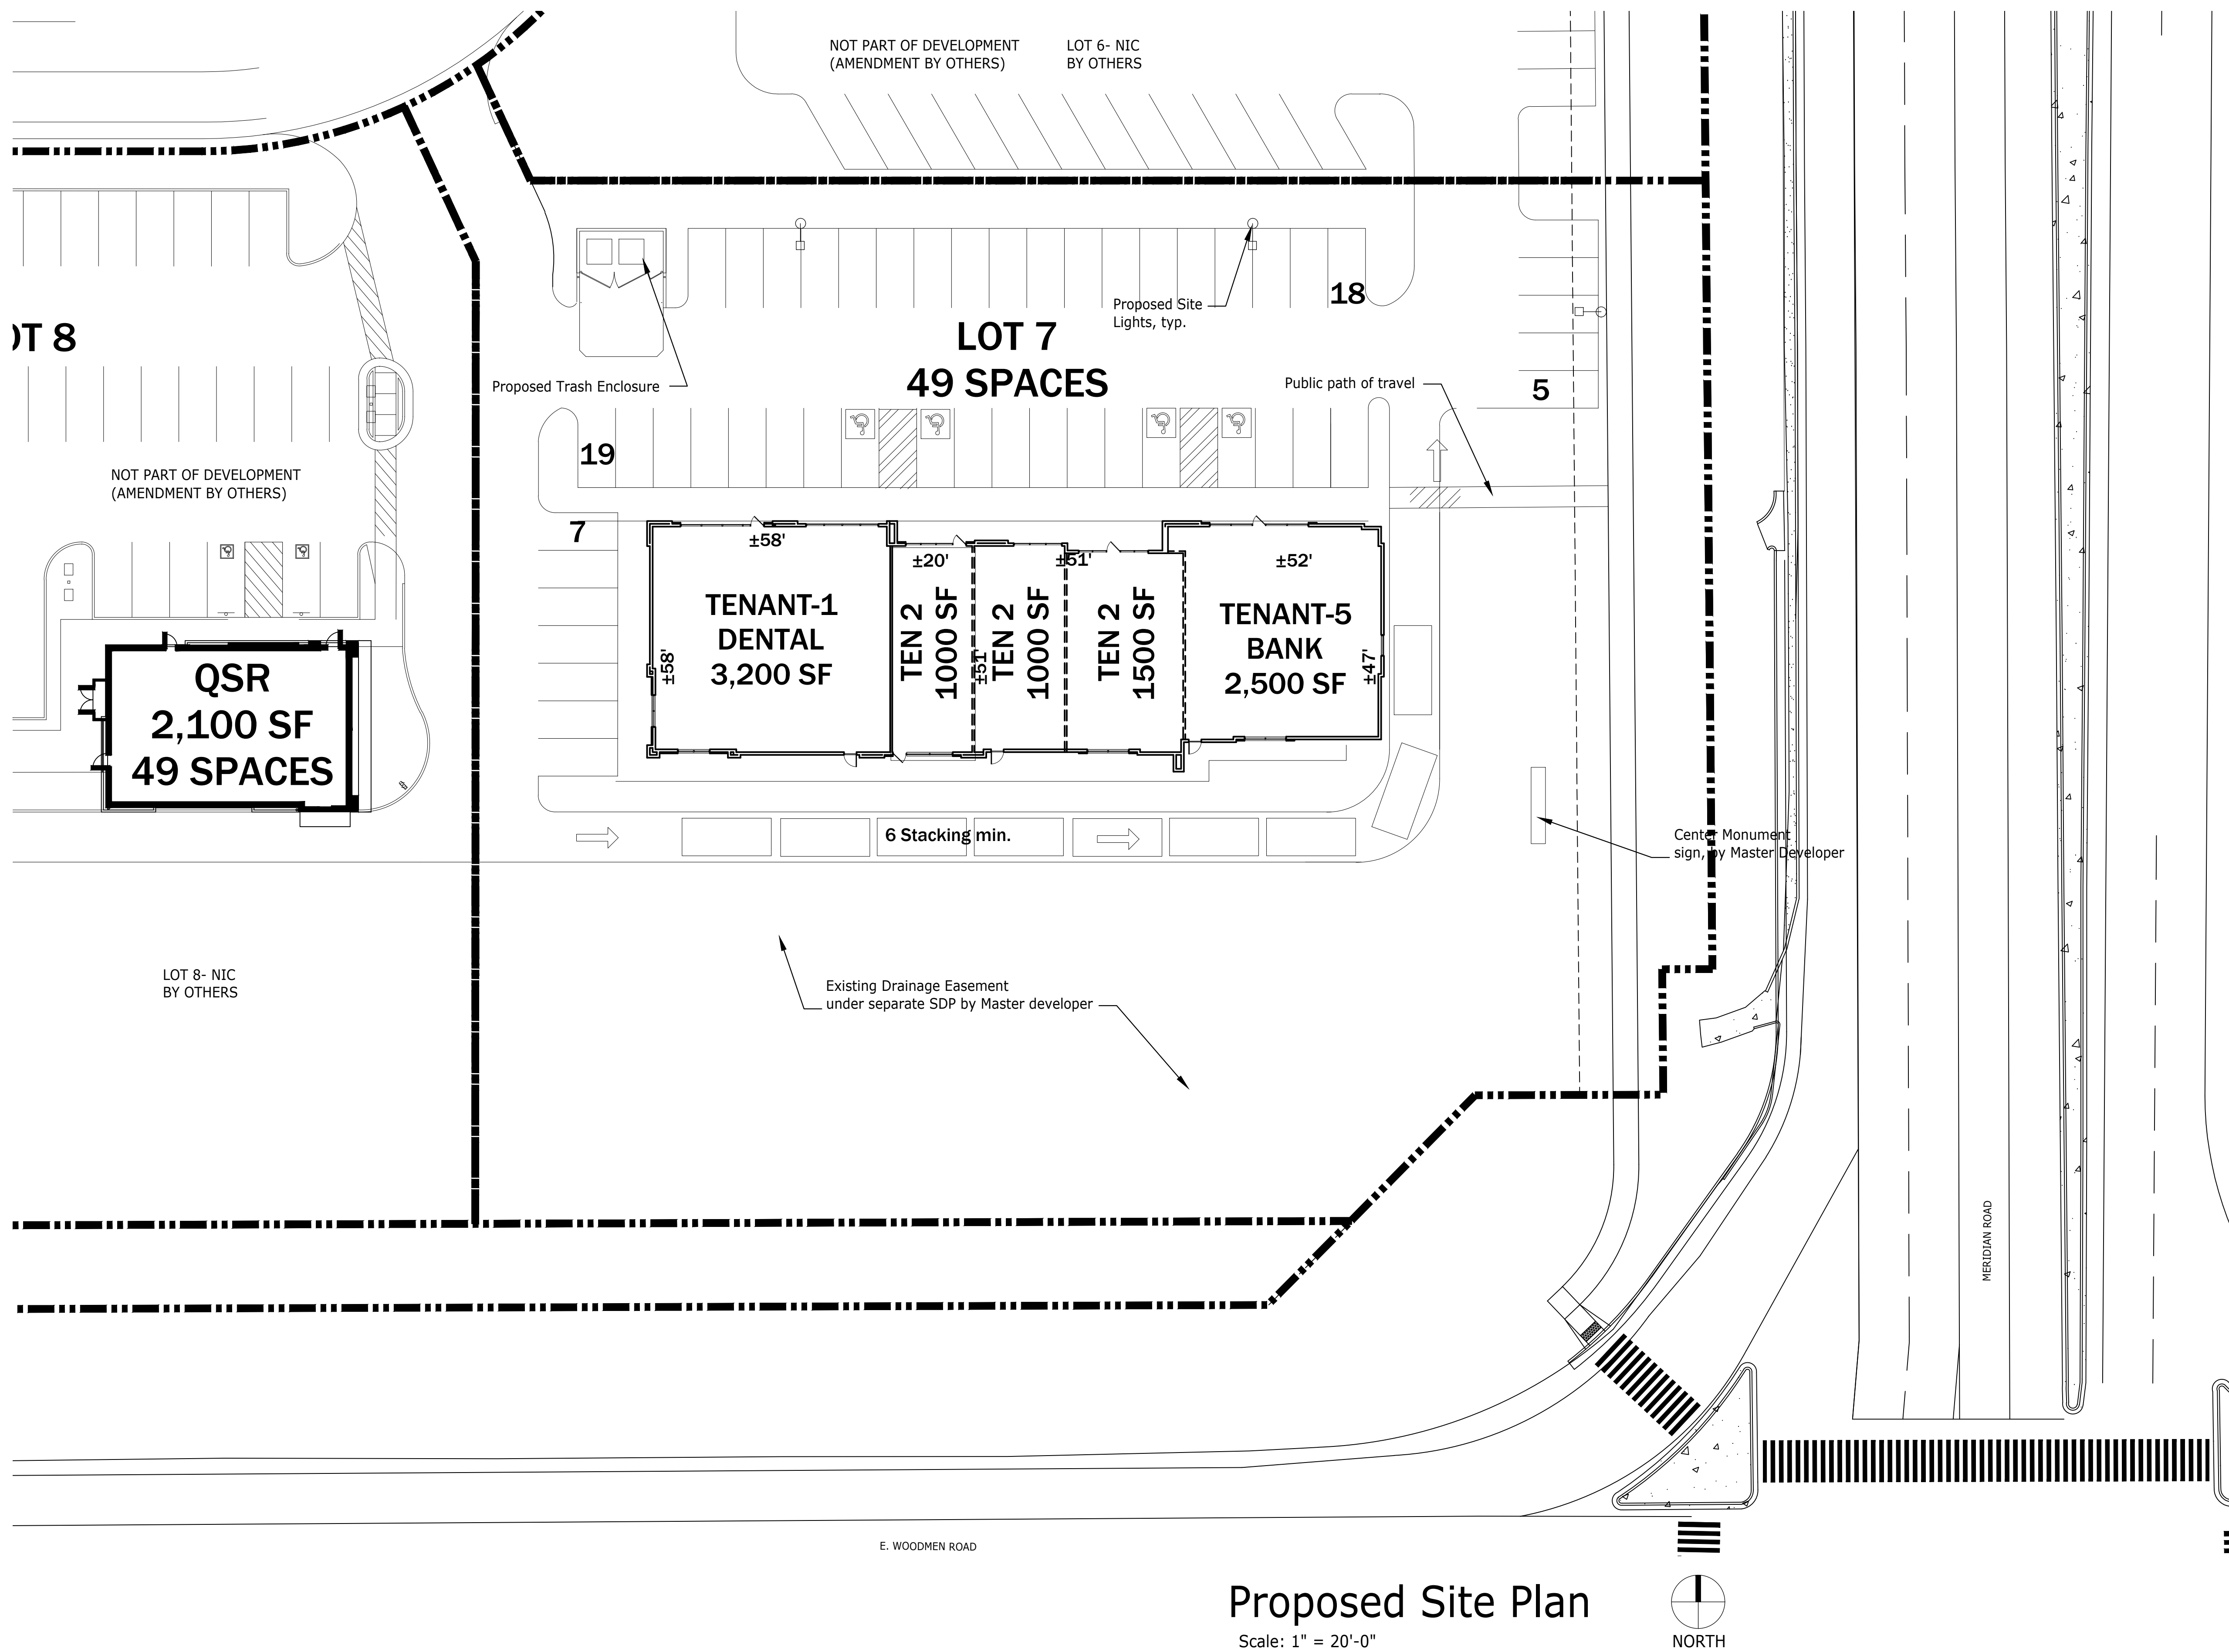 NOT PART OF DEVELOPMENT
(AMENDMENT BY OTHERS)
LOT 6- NIC
BY OTHERS
18
Proposed Site
Lights, typ.
LOT 7
49 SPACES
OT 8
Proposed Trash Enclosure
Public path of travel
5
19
NOT PART OF DEVELOPMENT
(AMENDMENT BY OTHERS)
7
±58'
±20'
±51'
±52'
TENANT-1
DENTAL
3,200 SF
±58'
TEN 2
1000 SF
±51'
TEN 2
1000 SF
TEN 2
1500 SF
TENANT-5
BANK
2,500 SF
±47'
QSR
2,100 SF
49 SPACES
6 Stacking min.
Center Monument
sign, by Master Developer
LOT 8- NIC
BY OTHERS
Existing Drainage Easement
under separate SDP by Master developer
MERIDIAN ROAD
E. WOODMEN ROAD
Proposed Site Plan
Scale: 1" = 20'-0"
NORTH